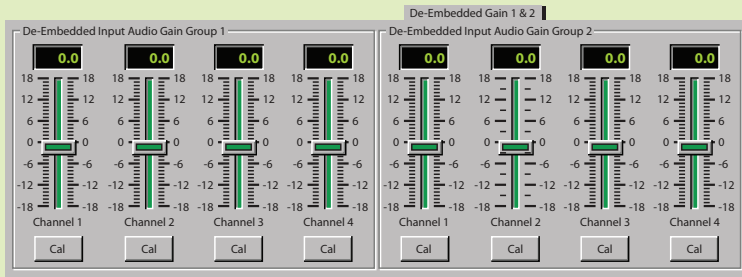 De-Embedded Gain 1 & 2
De-Embedded Input Audio Gain Group 1 De-Embedded Input Audio Gain Group 2
0.0 0.0 0.0 0.0 0.0 0.0 0.0 0.0
18 18 18 18 18 18 18 18 18 18 18 18 18 18 18 18
12 12 12 12 12 12 12 12 12 12 12 12 12 12 12 12
6 6 6 6 6 6 6 6 6 6 6 6 6 6 6 6
0 0 0 0 0 0 0 0 0 0 0 0 0 0 0 0
-6 -6 -6 -6 -6 -6 -6 -6 -6 -6 -6 -6 -6 -6 -6 -6
-12 -12 -12 -12 -12 -12 -12 -12 -12 -12 -12 -12 -12 -12 -12 -12
-18 -18 -18 -18 -18 -18 -18 -18 -18 -18 -18 -18 -18 -18 -18 -18
Channel 1 Channel 2 Channel 3 Channel 4 Channel 1 Channel 2 Channel 3 Channel 4
Cal Cal Cal Cal Cal Cal Cal Cal